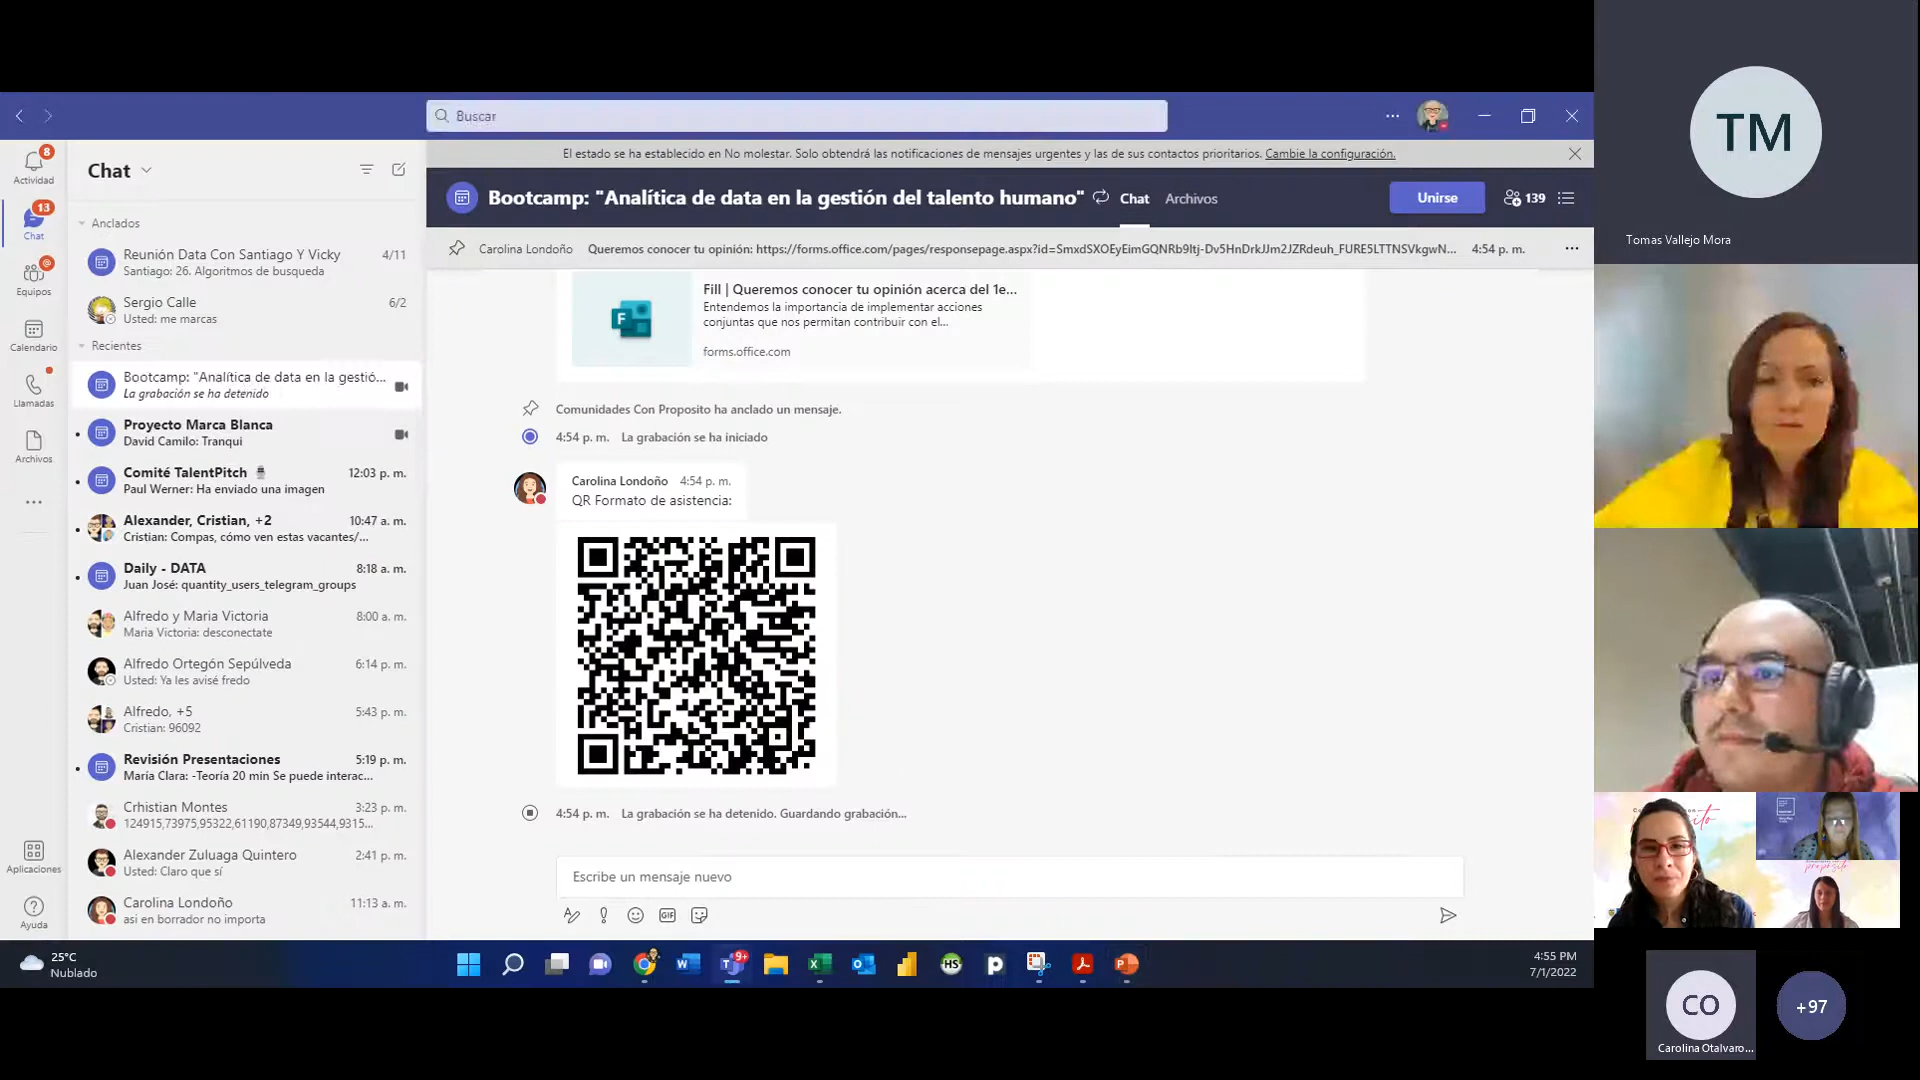 Buscar
El estado se ha establecido en No molestar. Solo obtendrá las notificaciones de mensajes urgentes y las de sus contactos prioritarios. Cambie la configuración.
8
Actividad
13
Chat
Equipos
Calendario
Llamadas
Archivos
Aplicaciones
Ayuda
Chat
Anclados
Reunión Data Con Santiago Y Vicky 4/11
Santiago: 26. Algoritmos de busqueda
Sergio Calle 6/2
Usted: me marcas
Recientes
Bootcamp: "Analítica de data en la gestió...
La grabación se ha detenido
Proyecto Marca Blanca
David Camilo: Tranqui
Comité TalentPitch 12:03 p. m.
Paul Werner: Ha enviado una imagen
Alexander, Cristian, +2 10:47 a. m.
Cristian: Compas, cómo ven estas vacantes/...
Daily - DATA 8:18 a. m.
Juan José: quantity_users_telegram_groups
Alfredo y Maria Victoria 8:00 a. m.
Maria Victoria: desconectate
Alfredo Ortegón Sepúlveda 6:14 p. m.
Usted: Ya les avisé fredo
Alfredo, +5 5:43 p. m.
Cristian: 96092
Revisión Presentaciones 5:19 p. m.
María Clara: -Teoría 20 min Se puede interac...
Crhistian Montes 3:23 p. m.
124915,73975,95322,61190,87349,93544,9315...
Alexander Zuluaga Quintero 2:41 p. m.
Usted: Claro que sí
Carolina Londoño 11:13 a. m.
asi en borrador no importa
Bootcamp: "Analítica de data en la gestión del talento humano" Chat Archivos Unirse 139
Carolina Londoño Queremos conocer tu opinión: https://forms.office.com/pages/responsepage.aspx?id=SmxdSXOEyEimGQNRb9Itj-Dv5HnDrkJJm2JZRdeuh_FURE5LTTNSVkgwN... 4:54 p. m.
Fill | Queremos conocer tu opinión acerca del 1e...
Entendemos la importancia de implementar acciones
conjuntas que nos permitan contribuir con el...
forms.office.com
Comunidades Con Proposito ha anclado un mensaje.
4:54 p. m. La grabación se ha iniciado
Carolina Londoño 4:54 p. m.
QR Formato de asistencia:
4:54 p. m. La grabación se ha detenido. Guardando grabación...
Escribe un mensaje nuevo
GIF
25°C
Nublado
9+
HS
4:55 PM
7/1/2022
TM
Tomas Vallejo Mora
CO
Carolina Otalvaro...
+97